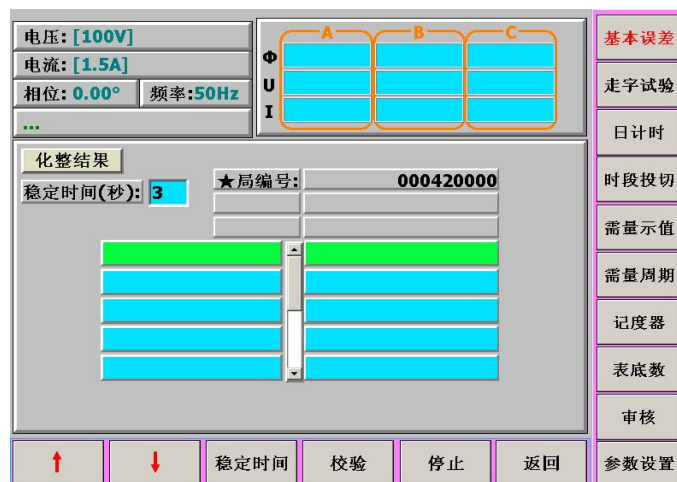 电压: [100V]
电流: [1.5A]
相位: 0.00° 频率:50Hz
...
A B C
Φ
U
I
化整结果
稳定时间(秒): 3
★局编号: 000420000
↑ ↓ 稳定时间 校验 停止 返回
基本误差
走字试验
日计时
时段投切
需量示值
需量周期
记度器
表底数
审核
参数设置